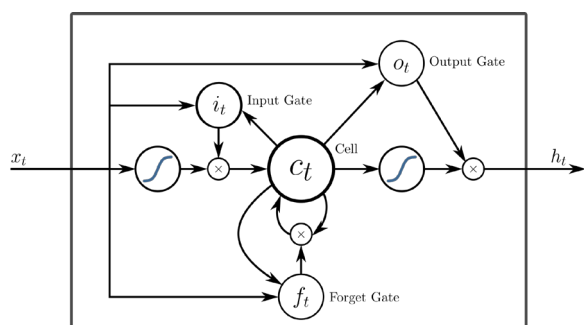 o_t Output Gate
i_t Input Gate
Cell
x_t
×
c_t
×
h_t
×
f_t Forget Gate